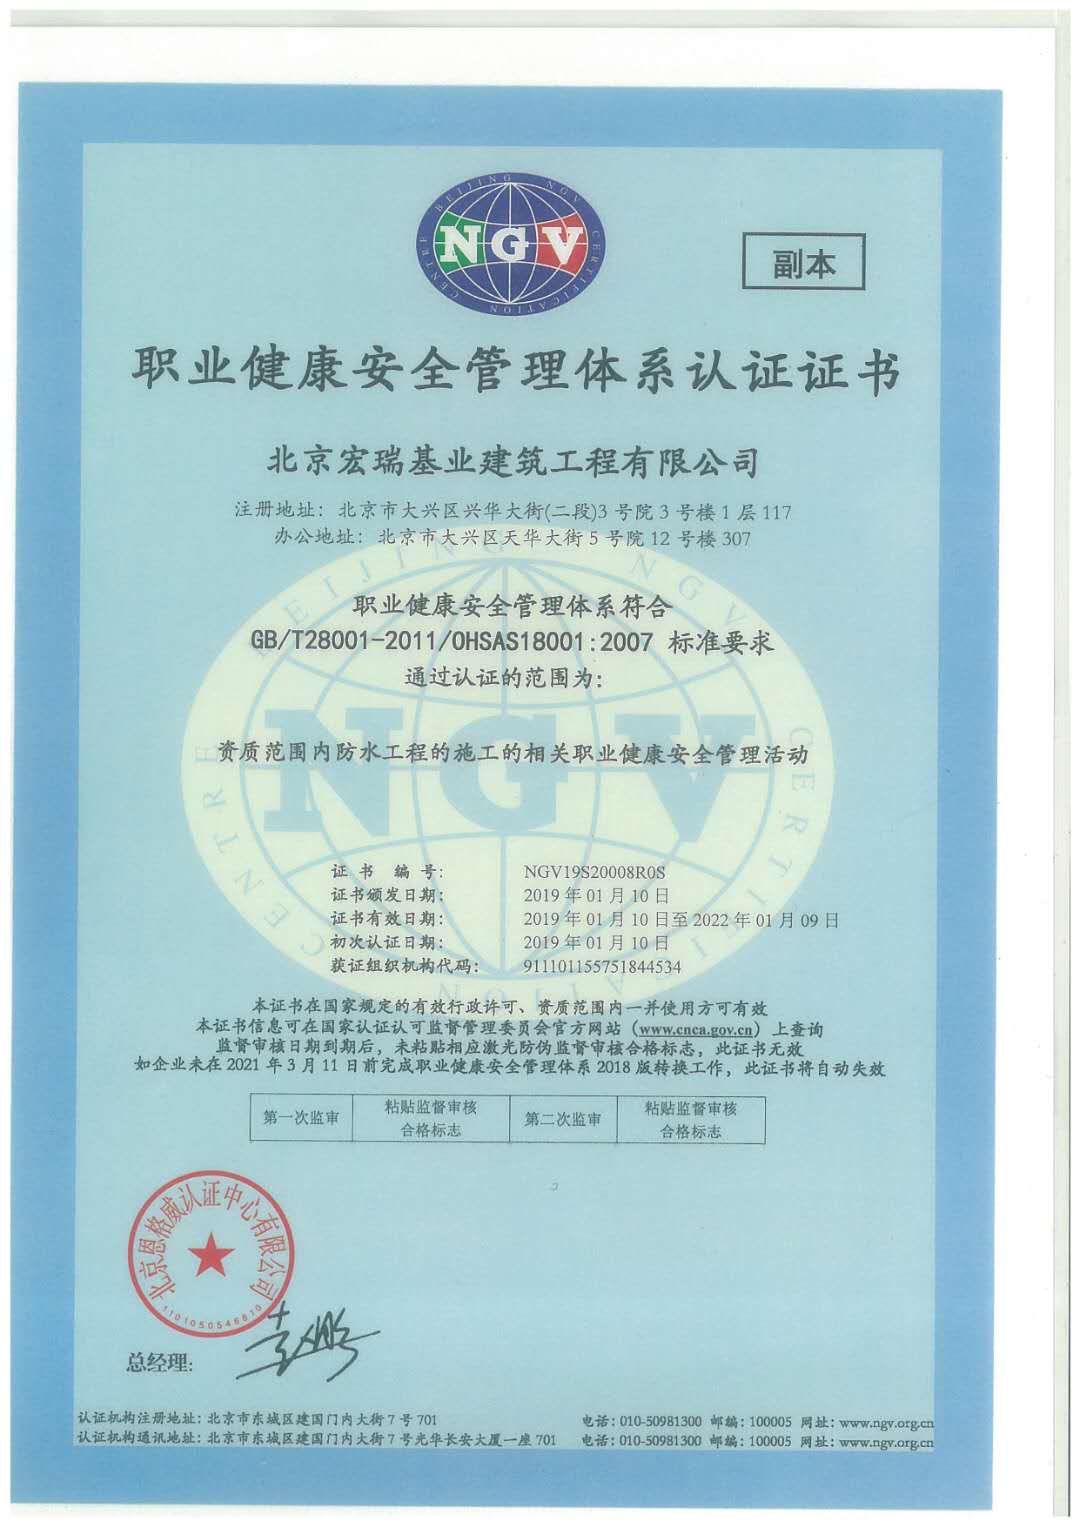 BEIJING NGV CERTIFICATION CENTRE
NGV
副本
职业健康安全管理体系认证证书
北京宏瑞基业建筑工程有限公司
注册地址：北京市大兴区兴华大街(二段)3号院3号楼1层117
办公地址：北京市大兴区天华大街5号院12号楼307
职业健康安全管理体系符合
GB/T28001-2011/OHSAS18001:2007 标准要求
通过认证的范围为：
资质范围内防水工程的施工的相关职业健康安全管理活动
BEIJING NGV CERTIFICATION CENTRE
NGV
证书 编号： NGV19S20008R0S
证书颁发日期： 2019年01月10日
证书有效日期： 2019年01月10日至2022年01月09日
初次认证日期： 2019年01月10日
获证组织机构代码： 911101155751844534
本证书在国家规定的有效行政许可、资质范围内一并使用方可有效
本证书信息可在国家认证认可监督管理委员会官方网站（www.cnca.gov.cn）上查询
监督审核日期到期后，未粘贴相应激光防伪监督审核合格标志，此证书无效
如企业未在2021年3月11日前完成职业健康安全管理体系2018版转换工作，此证书将自动失效
第一次监审 粘贴监督审核 第二次监审 粘贴监督审核
合格标志 合格标志
北京恩格威认证中心有限公司
1101050546810
总经理：
认证机构注册地址：北京市东城区建国门内大街7号701 电话：010-50981300 邮编：100005 网址：www.ngv.org.cn
认证机构通讯地址：北京市东城区建国门内大街7号光华长安大厦一座701 电话：010-50981300 邮编：100005 网址：www.ngv.org.cn